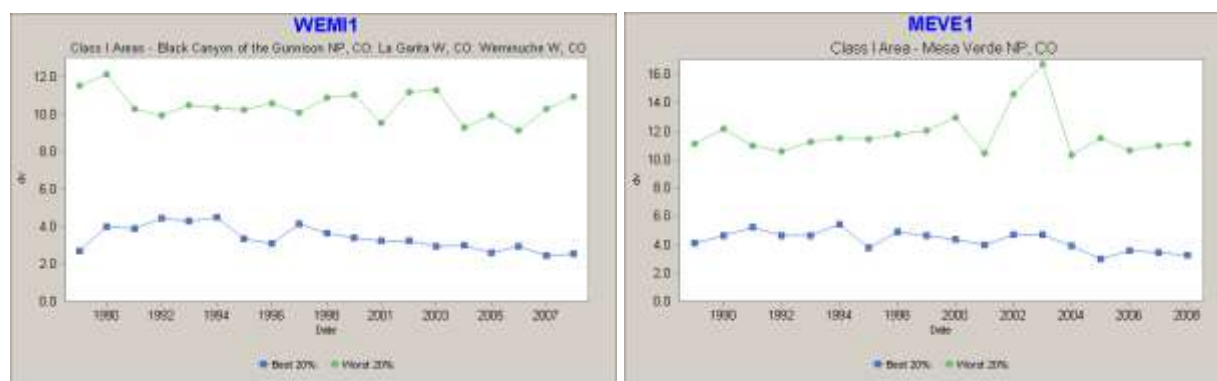 WEMI1
Class I Areas - Black Canyon of the Gunnison NP, CO: La Garita W, CO: Weminuche W, CO
12.0
10.0
8.0
6.0
4.0
2.0
0.0
dv
1990 1992 1994 1996 1998 2001 2003 2005 2007
Date
Best 20% Worst 20%
MEVE1
Class I Area - Mesa Verde NP, CO
16.0
14.0
12.0
10.0
8.0
6.0
4.0
2.0
0.0
dv
1990 1992 1994 1998 2000 2002 2004 2006 2008
Date
Best 20% Worst 20%